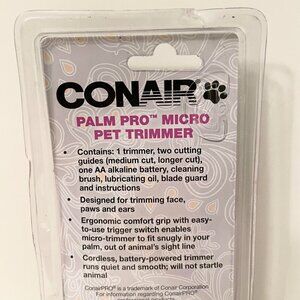 CONAIR
PALM PRO™ MICRO
PET TRIMMER
• Contains: 1 trimmer, two cutting
guides (medium cut, longer cut),
one AA alkaline battery, cleaning
brush, lubricating oil, blade guard
and instructions
• Designed for trimming face,
paws and ears
• Ergonomic comfort grip with easy-
to-use trigger switch enables
micro-trimmer to fit snugly in your
palm, out of animal's sight line
• Cordless, battery-powered trimmer
runs quiet and smooth; will not startle
animal
ConairPRO® is a trademark of Conair Corporation
For information regarding ConairPRO®